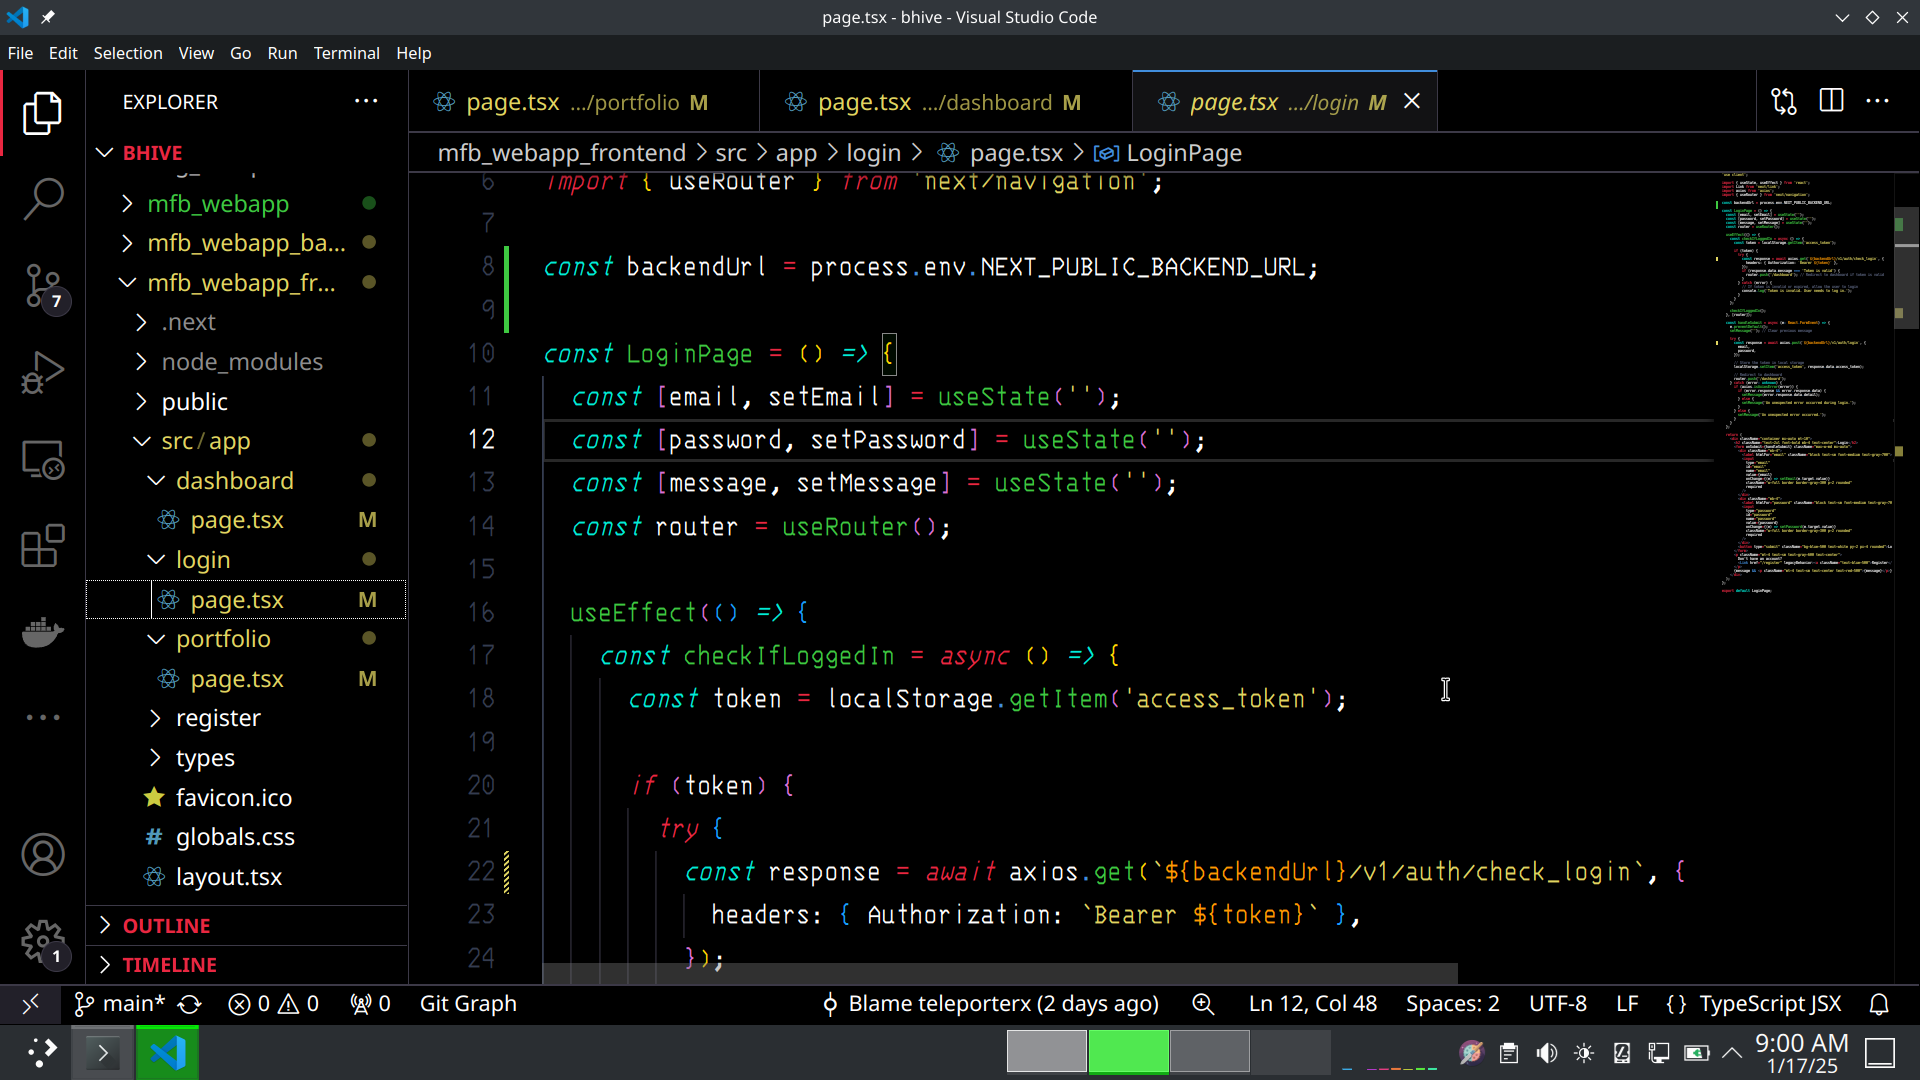 page.tsx - bhive - Visual Studio Code
File Edit Selection View Go Run Terminal Help
EXPLORER
page.tsx .../portfolio M
page.tsx .../dashboard M
page.tsx .../login M
BHIVE
mfb_webapp_frontend > src > app > login > page.tsx > LoginPage
mfb_webapp
mfb_webapp_ba...
mfb_webapp_fr...
.next
node_modules
public
src / app
dashboard
page.tsx M
login
page.tsx M
portfolio
page.tsx M
register
types
favicon.ico
# globals.css
layout.tsx
OUTLINE
TIMELINE
7
1
6 import { useRouter } from 'next/navigation';
7
8 const backendUrl = process.env.NEXT_PUBLIC_BACKEND_URL;
9
10 const LoginPage = () => {
11 const [email, setEmail] = useState('');
12 const [password, setPassword] = useState('');
13 const [message, setMessage] = useState('');
14 const router = useRouter();
15
16 useEffect(() => {
17 const checkIfLoggedIn = async () => {
18 const token = localStorage.getItem('access_token');
19
20 if (token) {
21 try {
22 const response = await axios.get(`${backendUrl}/v1/auth/check_login`, {
23 headers: { Authorization: `Bearer ${token}` },
24 });
main* 0 0 0 Git Graph Blame teleporterx (2 days ago) Ln 12, Col 48 Spaces: 2 UTF-8 LF {} TypeScript JSX
9:00 AM
1/17/25